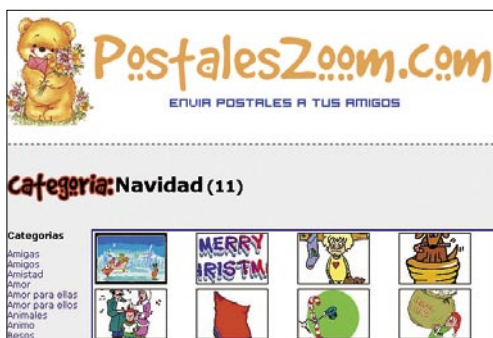 PostalesZoom.com
ENVIA POSTALES A TUS AMIGOS
Categoria: Navidad (11)
Categorias
Amigas
Amigos
Amistad
Amor
Amor para ellas
Amor para ellos
Animales
Animo
Besos
MERRY